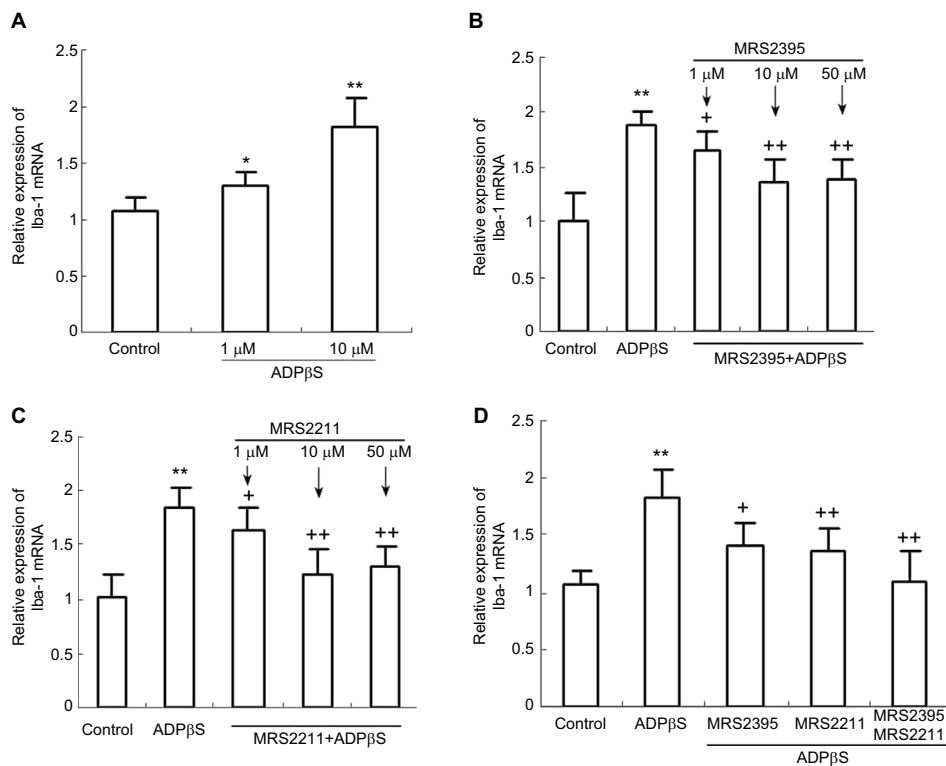 A
Relative expression of
Iba-1 mRNA
2.5
2
1.5
1
0.5
0
*
**
Control
1 μM
10 μM
ADPβS
B
Relative expression of
Iba-1 mRNA
2.5
2
1.5
1
0.5
0
MRS2395
1 μM
10 μM
50 μM
**
+
++
++
Control
ADPβS
MRS2395+ADPβS
C
Relative expression of
Iba-1 mRNA
2.5
2
1.5
1
0.5
0
MRS2211
1 μM
10 μM
50 μM
**
+
++
++
Control
ADPβS
MRS2211+ADPβS
D
Relative expression of
Iba-1 mRNA
2.5
2
1.5
1
0.5
0
**
+
++
++
Control
ADPβS
MRS2395
MRS2211
MRS2395
MRS2211
ADPβS